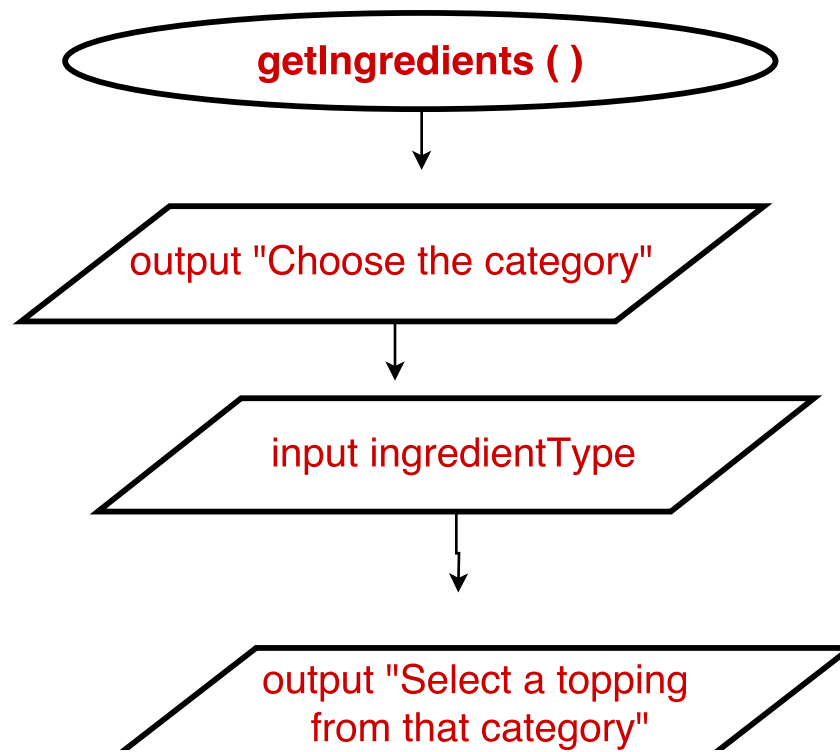 getIngredients ( )
output "Choose the category"
input ingredientType
output "Select a topping
from that category"